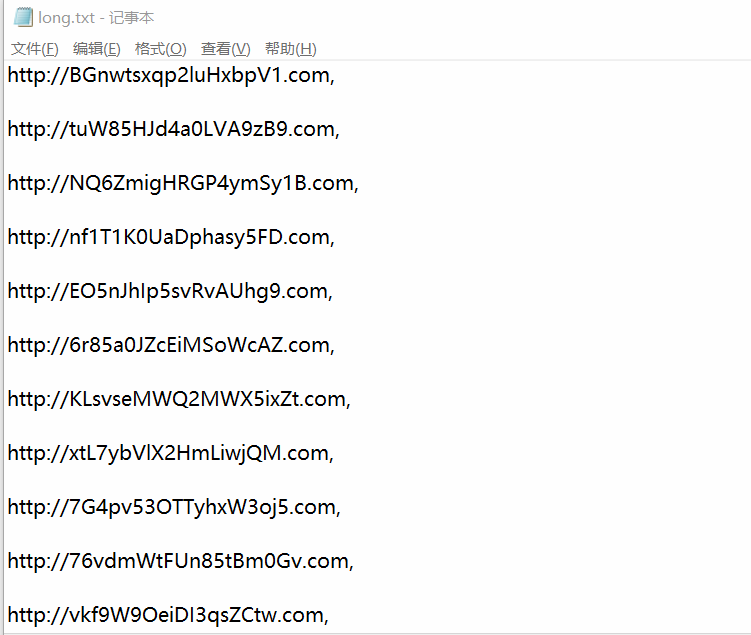 long.txt - 记事本
文件(F) 编辑(E) 格式(O) 查看(V) 帮助(H)
http://BGnwtsxqp2luHxbpV1.com,
http://tuW85HJd4a0LVA9zB9.com,
http://NQ6ZmigHRGP4ymSy1B.com,
http://nf1T1K0UaDphasy5FD.com,
http://EO5nJhIp5svRvAUhg9.com,
http://6r85a0JZcEiMSoWcAZ.com,
http://KLsvseMWQ2MWX5ixZt.com,
http://xtL7ybVlX2HmLiwjQM.com,
http://7G4pv53OTTyhxW3oj5.com,
http://76vdmWtFUn85tBm0Gv.com,
http://vkf9W9OeiDI3qsZCtw.com,